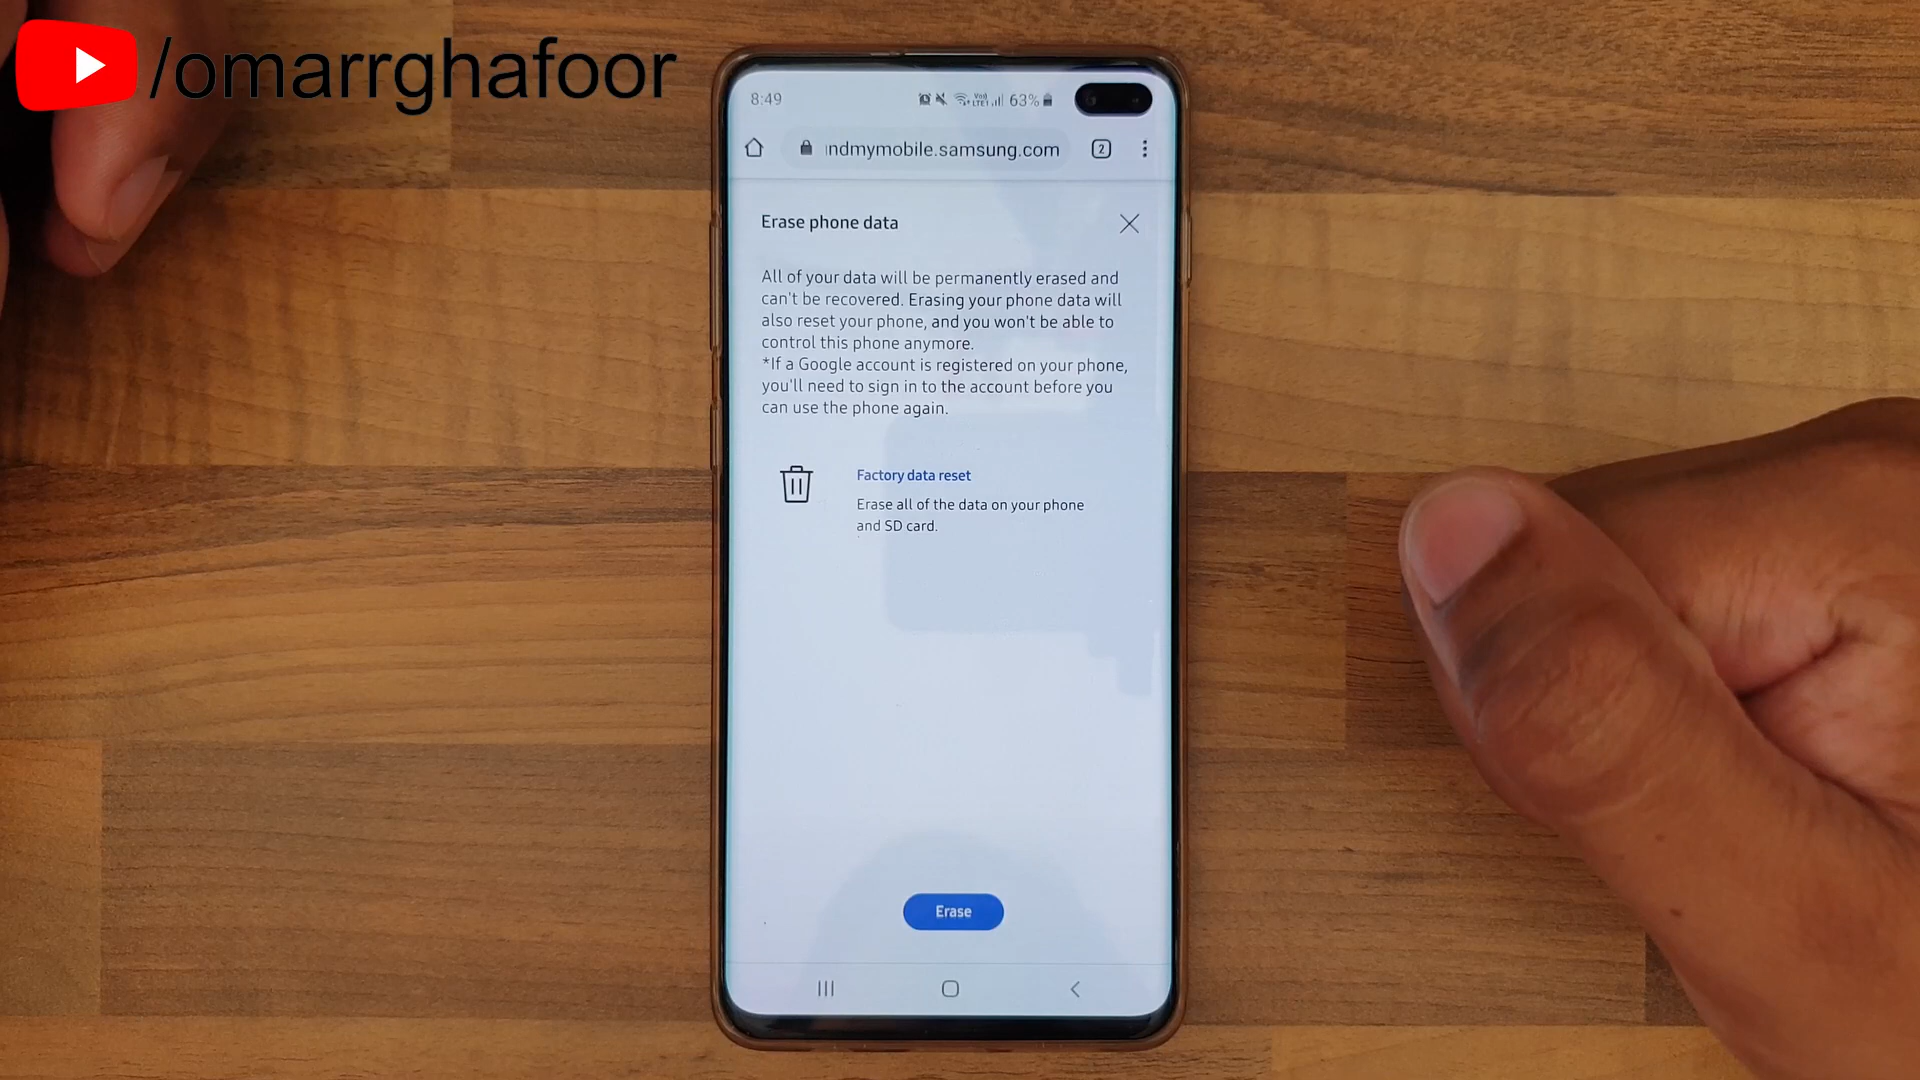 /omarrghafoor
8:49
63%
ndmymobile.samsung.com
2
Erase phone data
All of your data will be permanently erased and
can't be recovered. Erasing your phone data will
also reset your phone, and you won't be able to
control this phone anymore.
*If a Google account is registered on your phone,
you'll need to sign in to the account before you
can use the phone again.
Factory data reset
Erase all of the data on your phone
and SD card.
Erase